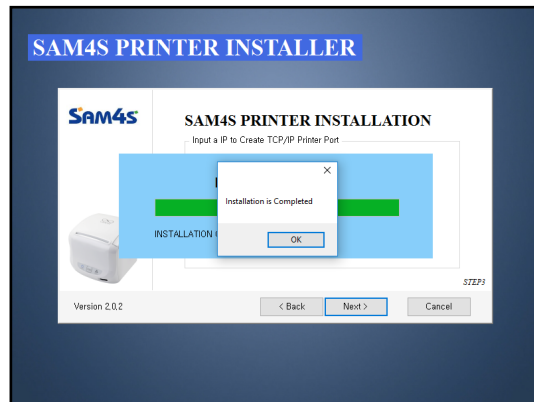 SAM4S PRINTER INSTALLER
SAM4S
SAM4S PRINTER INSTALLATION
Input a IP to Create TCP/IP Printer Port
Installation is Completed
INSTALLATION
OK
STEP3
Version 2,0,2
< Back
Next >
Cancel